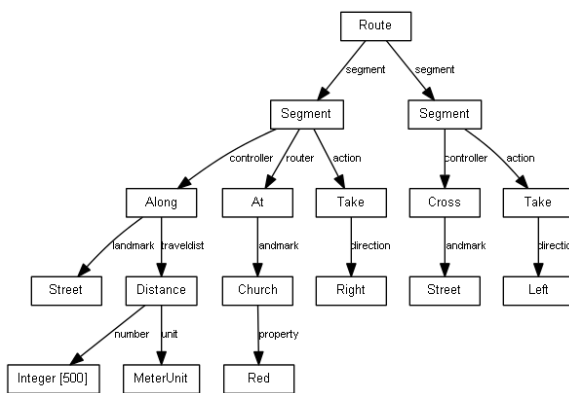 Route
segment segment
Segment Segment
controller router action controller action
Along At Take Cross Take
landmark traveldist andmark direction andmark directio
Street Distance Church Right Street Left
number unit property
Integer [500] MeterUnit Red